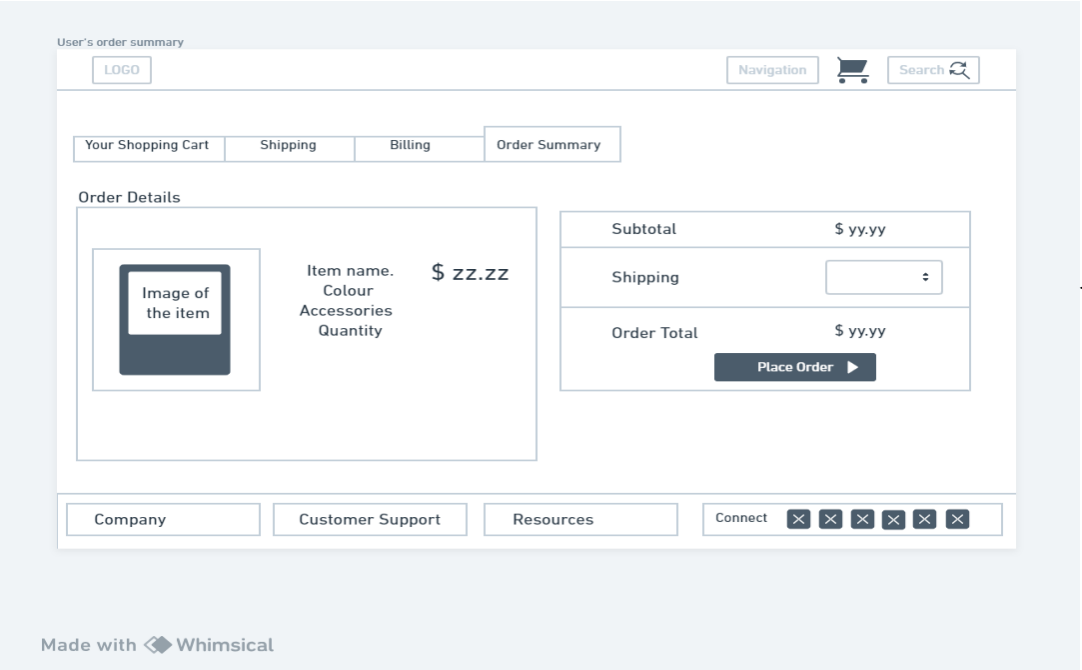 User's order summary
LOGO
Navigation
Search
Your Shopping Cart
Shipping
Billing
Order Summary
Order Details
Image of
the item
Item name.
Colour
Accessories
Quantity
$ zz.zz
Subtotal
$ yy.yy
Shipping
Order Total
$ yy.yy
Place Order
Company
Customer Support
Resources
Connect
Made with Whimsical